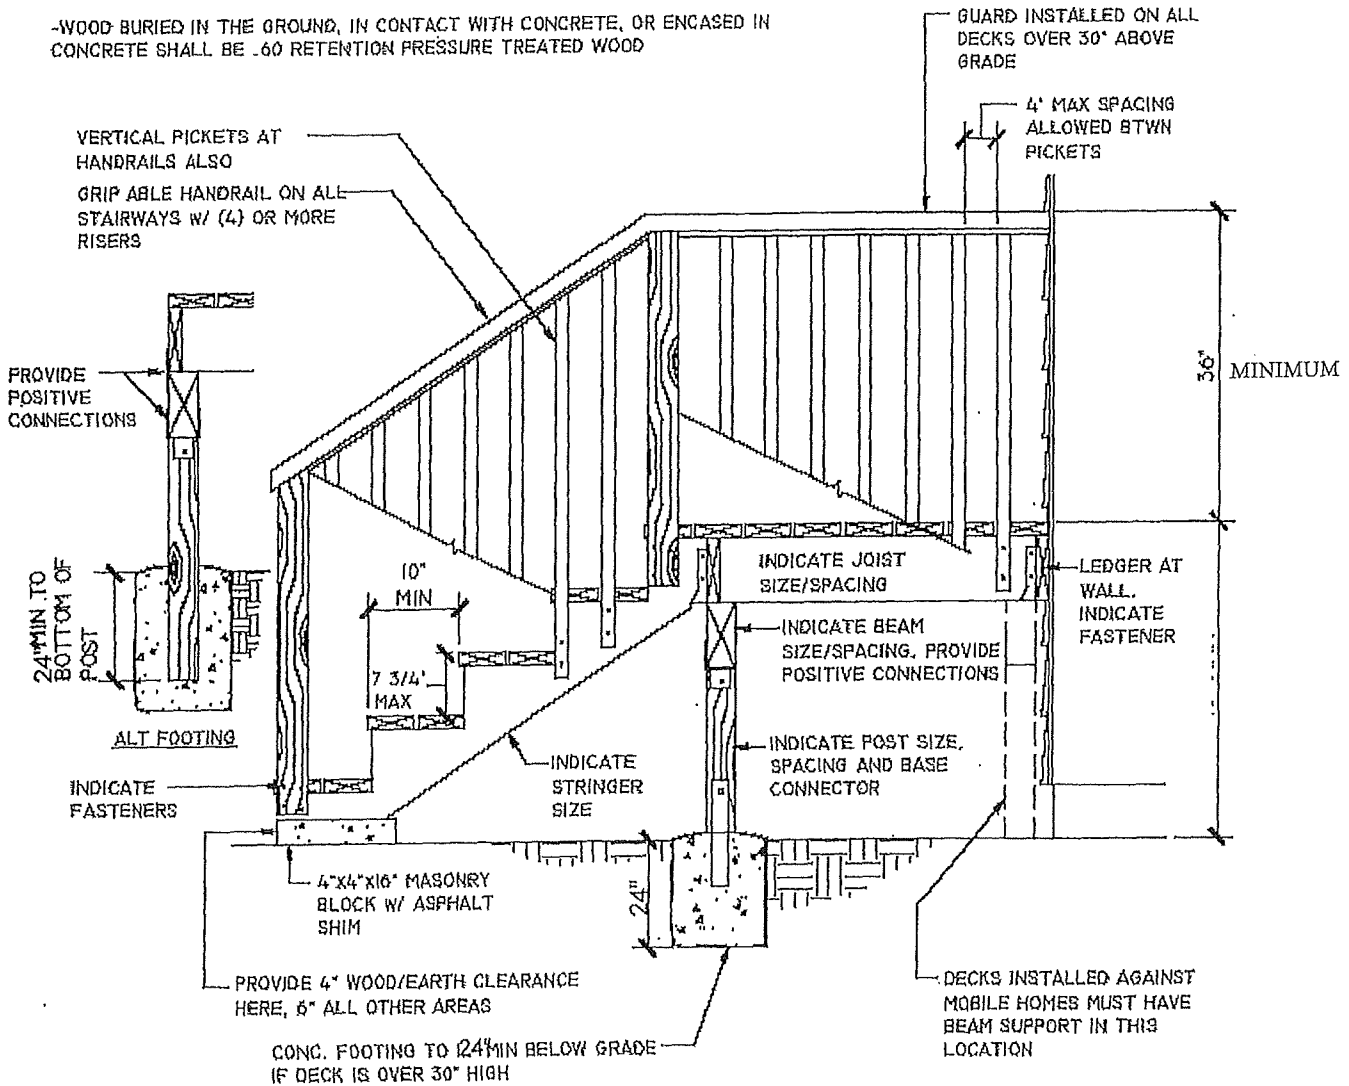 -WOOD BURIED IN THE GROUND, IN CONTACT WITH CONCRETE, OR ENCASED IN
CONCRETE SHALL BE .60 RETENTION PRESSURE TREATED WOOD
GUARD INSTALLED ON ALL
DECKS OVER 30" ABOVE
GRADE
4" MAX SPACING
ALLOWED BTWN
PICKETS
VERTICAL PICKETS AT
HANDRAILS ALSO
GRIP ABLE HANDRAIL ON ALL
STAIRWAYS W/ (4) OR MORE
RISERS
PROVIDE
POSITIVE
CONNECTIONS
36" MINIMUM
24" MIN TO
BOTTOM OF
POST
ALT FOOTING
10"
MIN
7 3/4"
MAX
INDICATE JOIST
SIZE/SPACING
LEDGER AT
WALL.
INDICATE
FASTENER
INDICATE BEAM
SIZE/SPACING. PROVIDE
POSITIVE CONNECTIONS
INDICATE POST SIZE,
SPACING AND BASE
CONNECTOR
INDICATE
STRINGER
SIZE
INDICATE
FASTENERS
4"X4"X16" MASONRY
BLOCK W/ ASPHALT
SHIM
24"
PROVIDE 4" WOOD/EARTH CLEARANCE
HERE, 6" ALL OTHER AREAS
CONC. FOOTING TO 24" MIN BELOW GRADE
IF DECK IS OVER 30" HIGH
DECKS INSTALLED AGAINST
MOBILE HOMES MUST HAVE
BEAM SUPPORT IN THIS
LOCATION